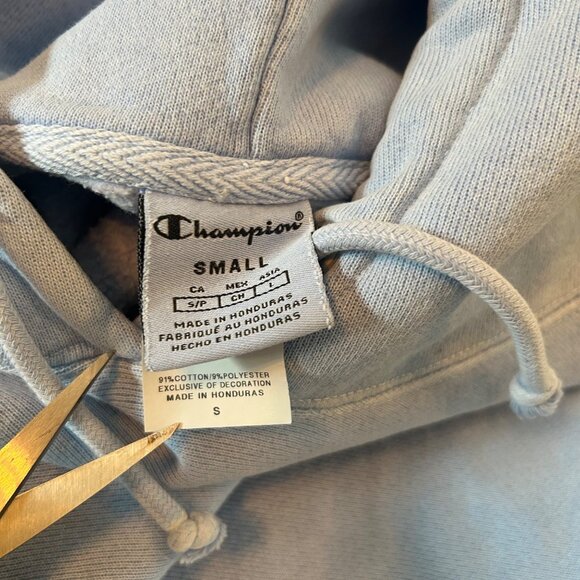 Champion®
SMALL
CA MEX ASIA
S/P CH L
MADE IN HONDURAS
FABRIQUÉ AU HONDURAS
HECHO EN HONDURAS
91%COTTON/9%POLYESTER
EXCLUSIVE OF DECORATION
MADE IN HONDURAS
S